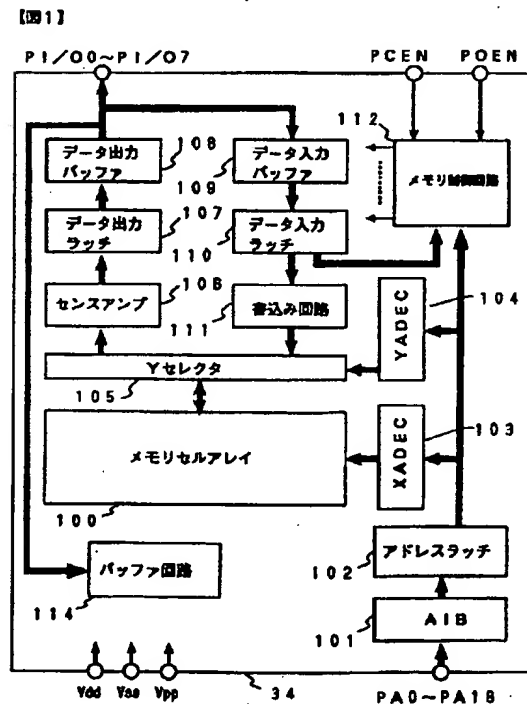 【図1】
PI/O0~PI/O7
PCEN
POEN
112
データ出力
バッファ
108
データ入力
バッファ
109
メモリ制御回路
データ出力
ラッチ
107
データ入力
ラッチ
110
センスアンプ
106
書込み回路
111
YADEC
104
Yセレクタ
105
メモリセルアレイ
100
XADEC
103
アドレスラッチ
102
バッファ回路
114
AIB
101
Vdd
Vss
Vpp
34
PA0~PA18